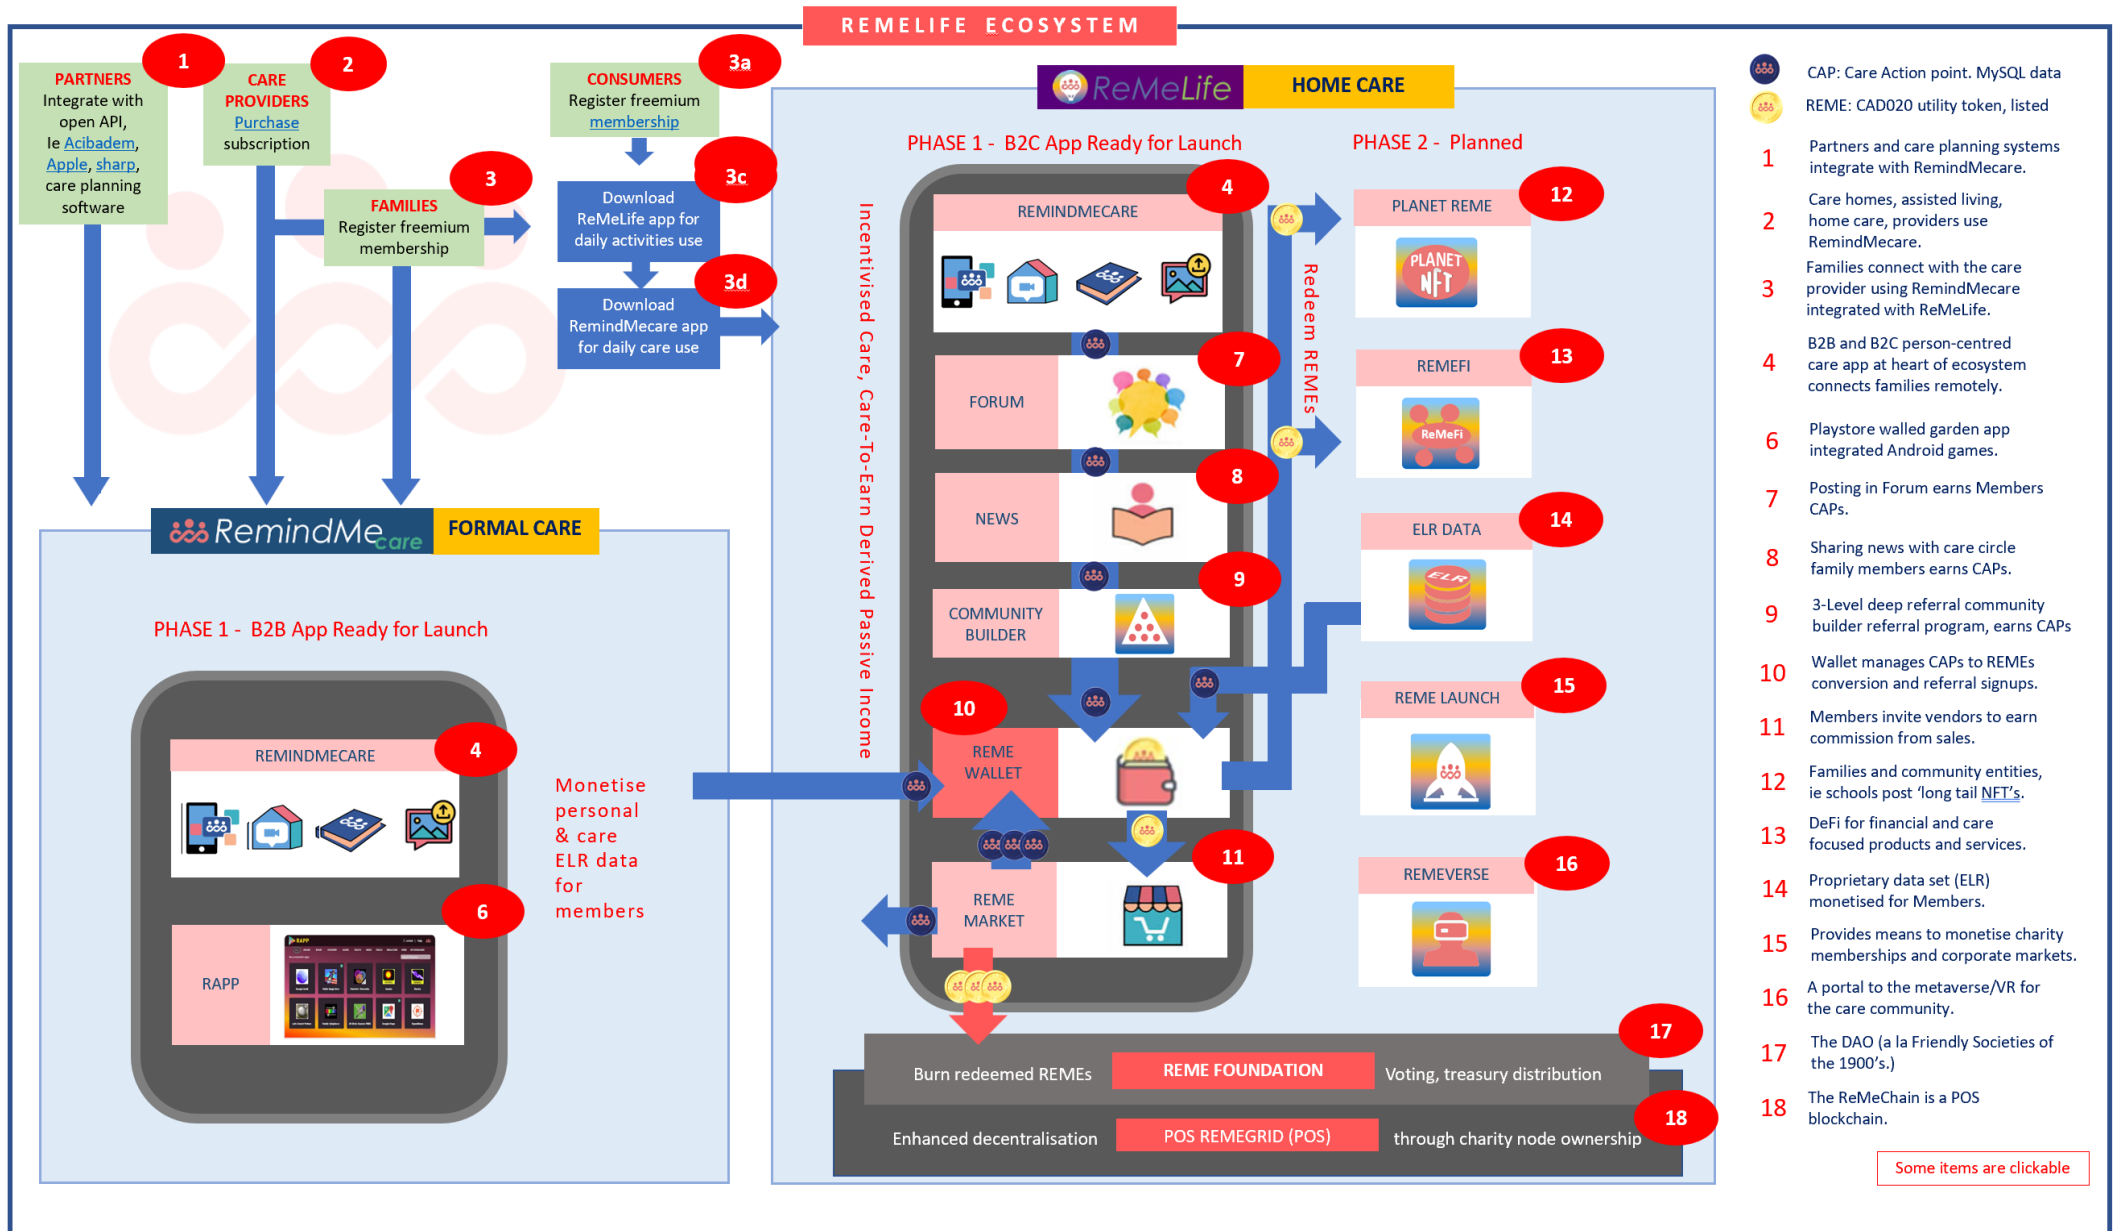 REMELIFE ECOSYSTEM
1
PARTNERS
Integrate with
open API,
Ie Acibadem,
Apple, sharp,
care planning
software
2
CARE
PROVIDERS
Purchase
subscription
3
FAMILIES
Register freemium
membership
3a
CONSUMERS
Register freemium
membership
3c
Download
ReMeLife app for
daily activities use
3d
Download
RemindMecare app
for daily care use
RemindMe care
FORMAL CARE
PHASE 1 - B2B App Ready for Launch
4
REMINDMECARE
6
RAPP
RAPP
Monetise
personal
& care
ELR data
for
members
ReMeLife
HOME CARE
PHASE 1 - B2C App Ready for Launch
PHASE 2 - Planned
Incentivised Care, Care-To-Earn Derived Passive Income
4
REMINDMECARE
7
FORUM
8
NEWS
9
COMMUNITY
BUILDER
10
REME
WALLET
11
REME
MARKET
Redeem REMEs
12
PLANET REME
PLANET
NFT
13
REMEFI
ReMeFi
14
ELR DATA
ELR
15
REME LAUNCH
16
REMEVERSE
17
Burn redeemed REMEs
REME FOUNDATION
Voting, treasury distribution
18
Enhanced decentralisation
POS REMEGRID (POS)
through charity node ownership
CAP: Care Action point. MySQL data
REME: CAD020 utility token, listed
1
Partners and care planning systems
integrate with RemindMecare.
2
Care homes, assisted living,
home care, providers use
RemindMecare.
3
Families connect with the care
provider using RemindMecare
integrated with ReMeLife.
4
B2B and B2C person-centred
care app at heart of ecosystem
connects families remotely.
6
Playstore walled garden app
integrated Android games.
7
Posting in Forum earns Members
CAPs.
8
Sharing news with care circle
family members earns CAPs.
9
3-Level deep referral community
builder referral program, earns CAPs
10
Wallet manages CAPs to REMEs
conversion and referral signups.
11
Members invite vendors to earn
commission from sales.
12
Families and community entities,
ie schools post ‘long tail NFT’s.
13
DeFi for financial and care
focused products and services.
14
Proprietary data set (ELR)
monetised for Members.
15
Provides means to monetise charity
memberships and corporate markets.
16
A portal to the metaverse/VR for
the care community.
17
The DAO (a la Friendly Societies of
the 1900’s.)
18
The ReMeChain is a POS
blockchain.
Some items are clickable